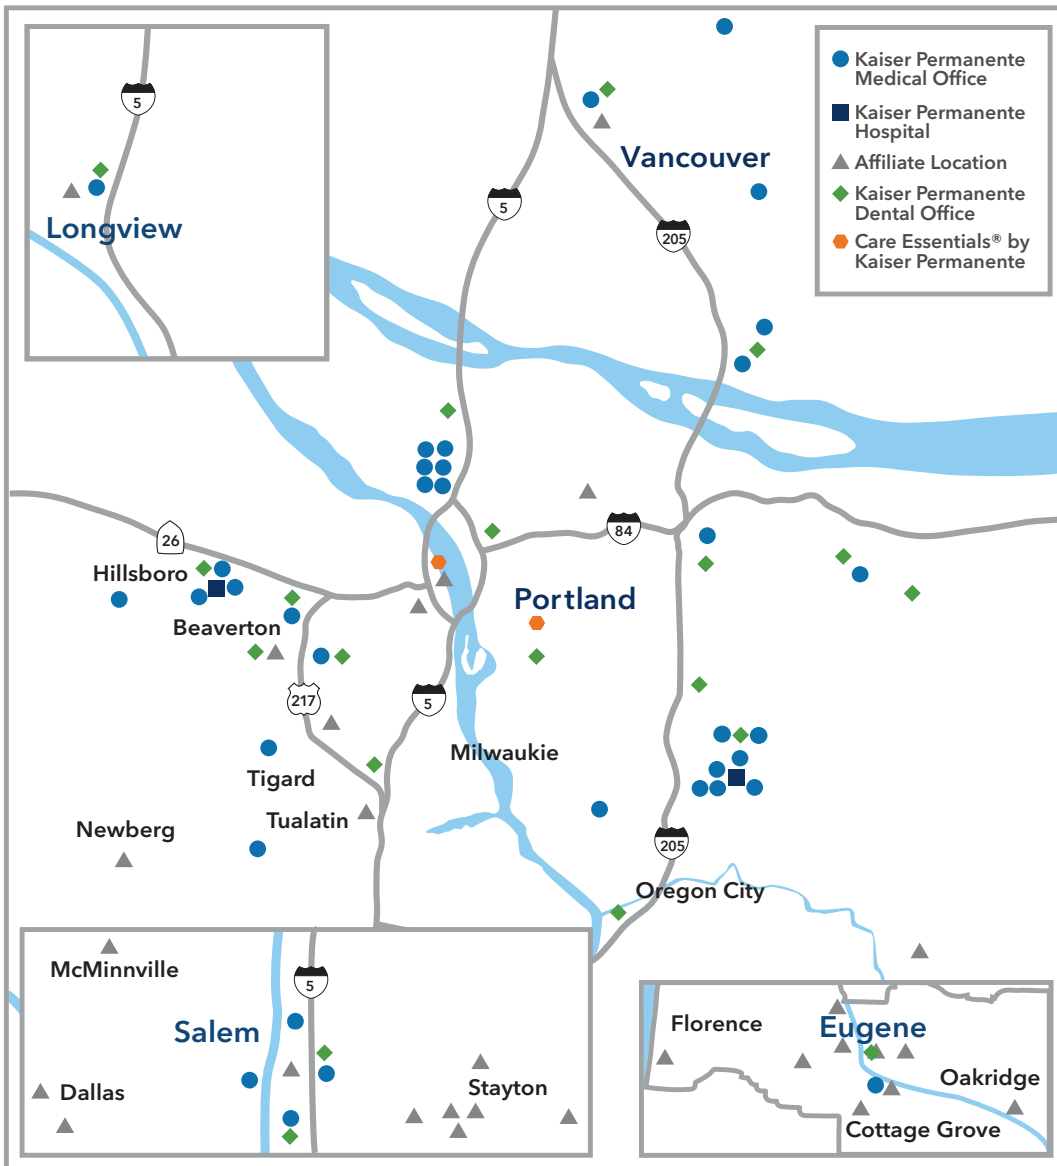 5
Longview
Kaiser Permanente
Medical Office
Kaiser Permanente
Hospital
Affiliate Location
Kaiser Permanente
Dental Office
Care Essentials® by
Kaiser Permanente
Vancouver
5
205
84
26
Hillsboro
Portland
Beaverton
217
5
Milwaukie
Tigard
Tualatin
Newberg
205
Oregon City
McMinnville
5
Salem
Dallas
Stayton
Florence
Eugene
Oakridge
Cottage Grove